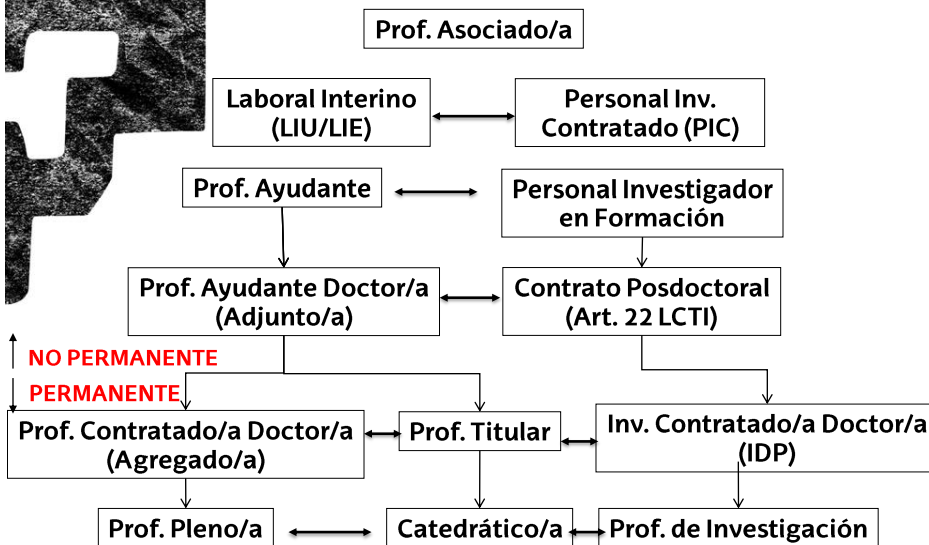 Prof. Asociado/a
Laboral Interino
(LIU/LIE)
Personal Inv.
Contratado (PIC)
Prof. Ayudante
Personal Investigador
en Formación
Prof. Ayudante Doctor/a
(Adjunto/a)
Contrato Posdoctoral
(Art. 22 LCTI)
NO PERMANENTE
PERMANENTE
Prof. Contratado/a Doctor/a
(Agregado/a)
Prof. Titular
Inv. Contratado/a Doctor/a
(IDP)
Prof. Pleno/a
Catedrático/a
Prof. de Investigación